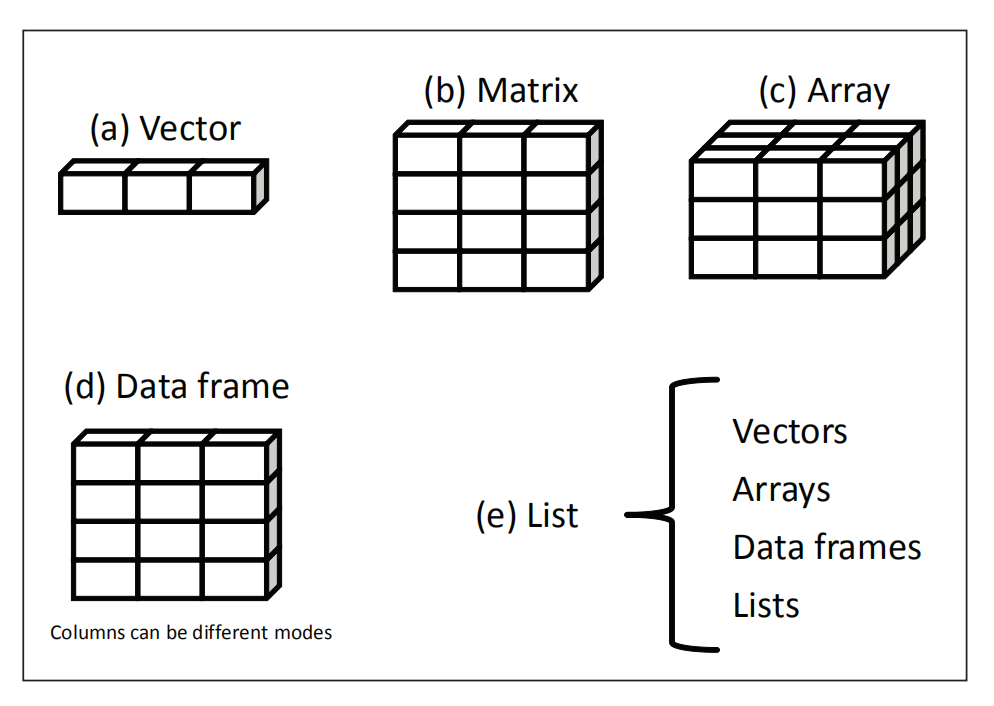 (a) Vector
(b) Matrix
(c) Array
(d) Data frame
Columns can be different modes
(e) List
Vectors
Arrays
Data frames
Lists